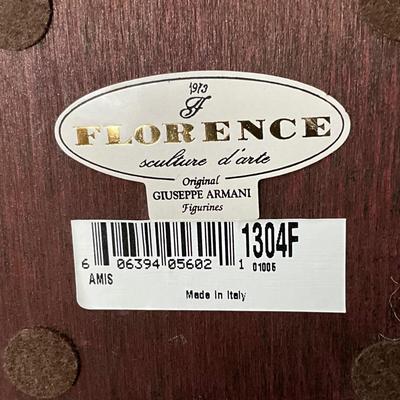 1973
F
FLORENCE
sculture d'arte
Original
GIUSEPPE ARMANI
Figurines
1304F
6 06394 05602 1 01005
AMIS
Made in Italy